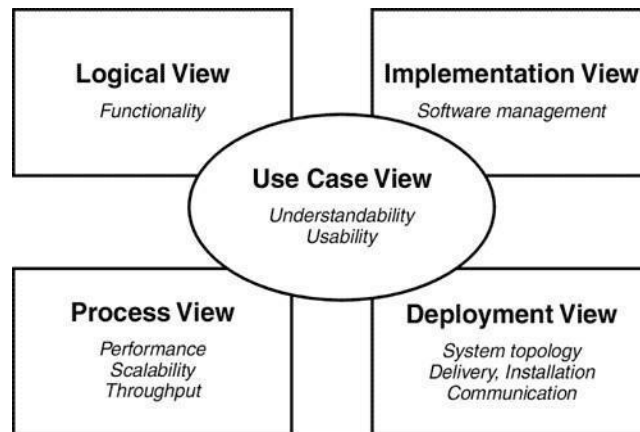 Logical View
Functionality
Implementation View
Software management
Use Case View
Understandability
Usability
Process View
Performance
Scalability
Throughput
Deployment View
System topology
Delivery, Installation
Communication